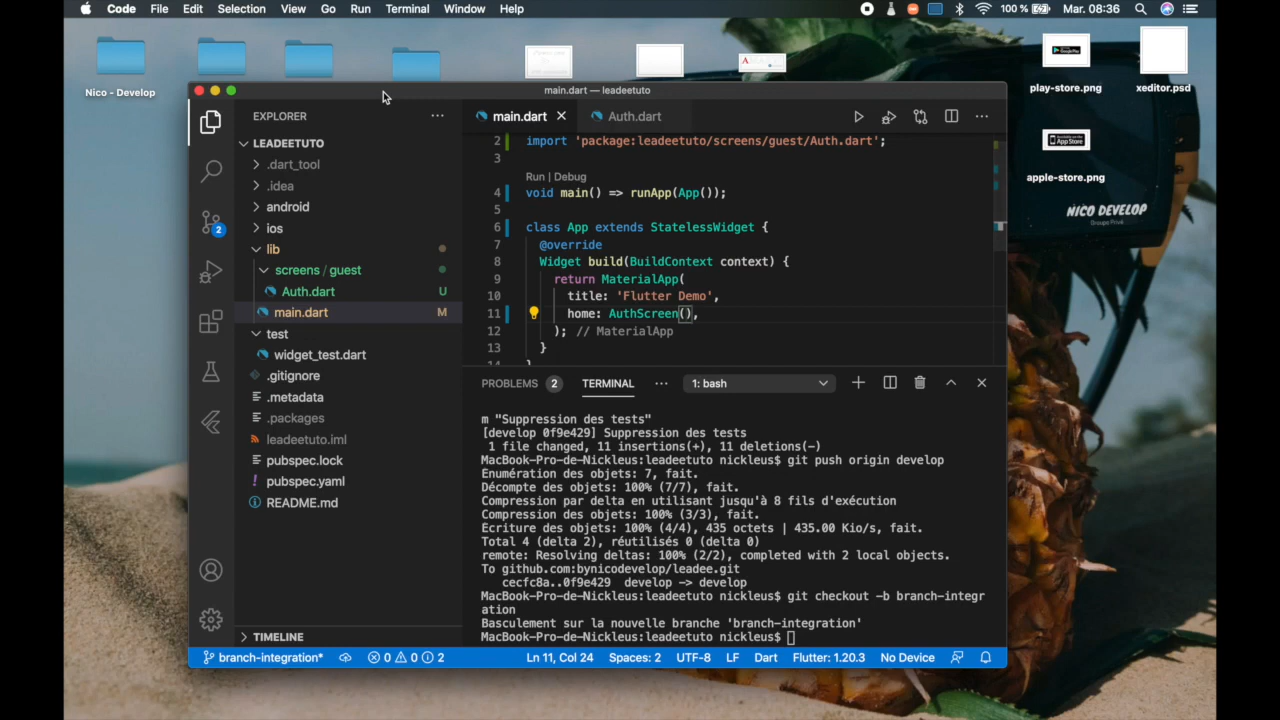 Code File Edit Selection View Go Run Terminal Window Help 100 % Mar. 08:36
Nico - Develop
play-store.png
xeditor.psd
apple-store.png
NICO DEVELOP
Groupe Privé
main.dart — leadeetuto
EXPLORER
LEADEETUTO
.dart_tool
.idea
android
ios
lib
screens / guest
Auth.dart U
main.dart M
test
widget_test.dart
.gitignore
.metadata
.packages
leadeetuto.iml
pubspec.lock
pubspec.yaml
README.md
TIMELINE
2
main.dart Auth.dart
2 import 'package:leadeetuto/screens/guest/Auth.dart';
3
Run | Debug
4 void main() => runApp(App());
5
6 class App extends StatelessWidget {
7 @override
8 Widget build(BuildContext context) {
9 return MaterialApp(
10 title: 'Flutter Demo',
11 home: AuthScreen(),
12 ); // MaterialApp
13 }
PROBLEMS 2 TERMINAL 1: bash
m "Suppression des tests"
[develop 0f9e429] Suppression des tests
1 file changed, 11 insertions(+), 11 deletions(-)
MacBook-Pro-de-Nickleus:leadeetuto nickleus$ git push origin develop
Énumération des objets: 7, fait.
Décompte des objets: 100% (7/7), fait.
Compression par delta en utilisant jusqu'à 8 fils d'exécution
Compression des objets: 100% (3/3), fait.
Écriture des objets: 100% (4/4), 435 octets | 435.00 Kio/s, fait.
Total 4 (delta 2), réutilisés 0 (delta 0)
remote: Resolving deltas: 100% (2/2), completed with 2 local objects.
To github.com:bynicodevelop/leadee.git
cecfc8a..0f9e429 develop -> develop
MacBook-Pro-de-Nickleus:leadeetuto nickleus$ git checkout -b branch-integr
ation
Basculement sur la nouvelle branche 'branch-integration'
MacBook-Pro-de-Nickleus:leadeetuto nickleus$
branch-integration* 0 0 2 Ln 11, Col 24 Spaces: 2 UTF-8 LF Dart Flutter: 1.20.3 No Device